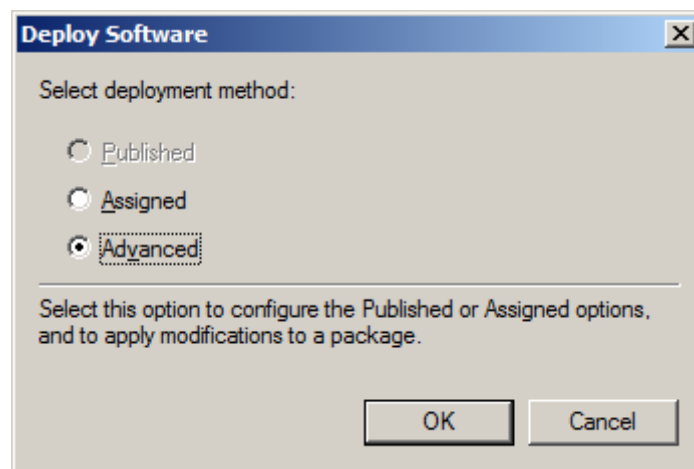 Deploy Software
Select deployment method:
Published
Assigned
Advanced
Select this option to configure the Published or Assigned options,
and to apply modifications to a package.
OK Cancel